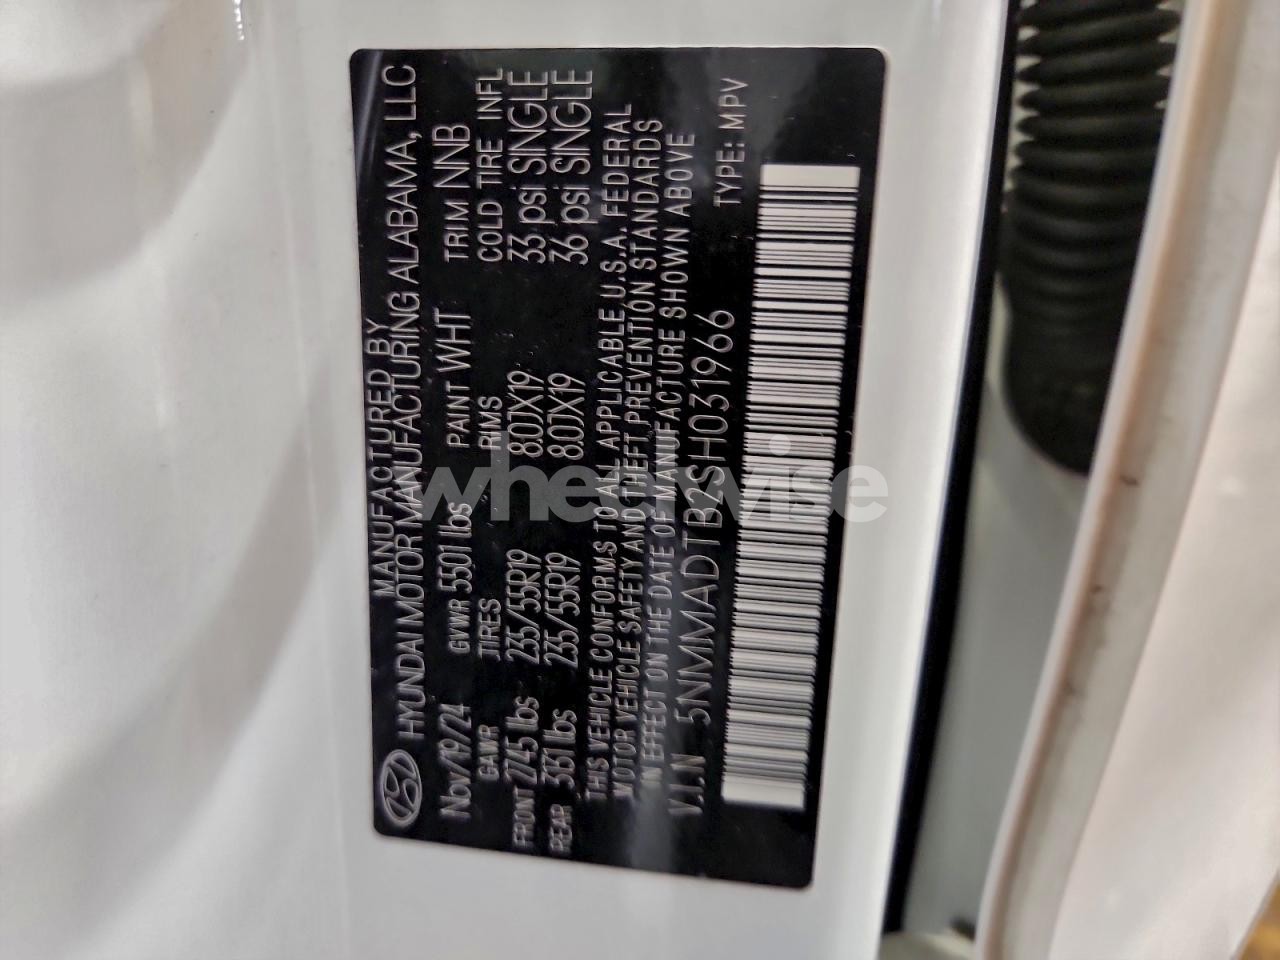 MANUFACTURED BY
HYUNDAI MOTOR MANUFACTURING ALABAMA, LLC
Nov/19/24 GVWR 5501 lbs PAINT WHT TRIM NNB
GAWR TIRES RIMS COLD TIRE INFL
FRONT 2745 lbs 235/55R19 8.0JX19 33 psi SINGLE
REAR 3131 lbs 235/55R19 8.0JX19 36 psi SINGLE
THIS VEHICLE CONFORMS TO ALL APPLICABLE U.S.A. FEDERAL
MOTOR VEHICLE SAFETY AND THEFT PREVENTION STANDARDS
IN EFFECT ON THE DATE OF MANUFACTURE SHOWN ABOVE
V.I.N 5NMMADTB2SH031966 TYPE: MPV
wheelwise